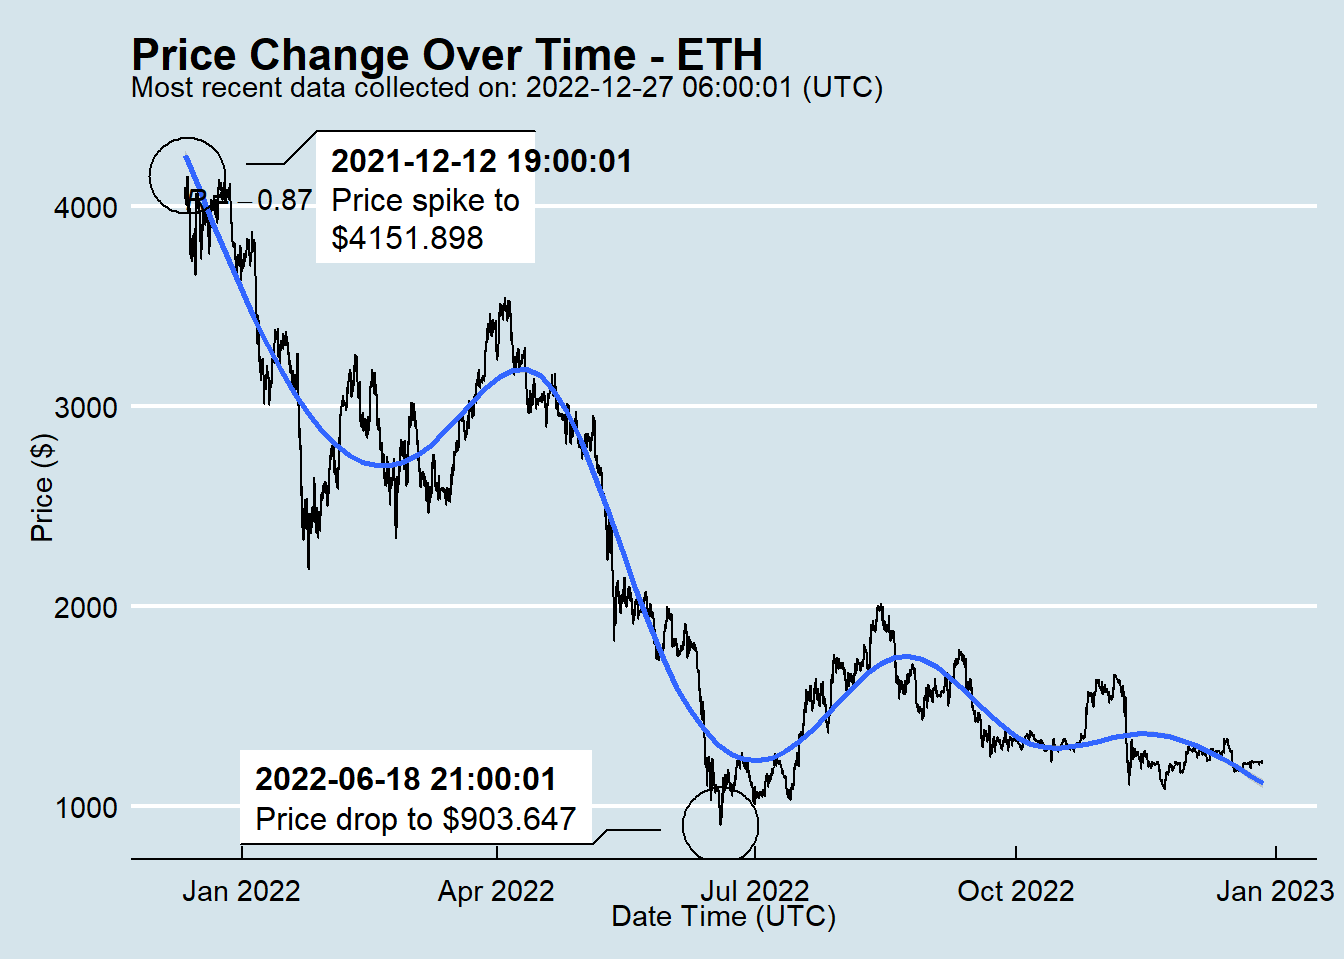 Price Change Over Time - ETH
Most recent data collected on: 2022-12-27 06:00:01 (UTC)
2021-12-12 19:00:01
Price spike to
$4151.898
0.87
4000
3000
2000
1000
Price ($)
2022-06-18 21:00:01
Price drop to $903.647
Jan 2022
Apr 2022
Jul 2022
Oct 2022
Jan 2023
Date Time (UTC)